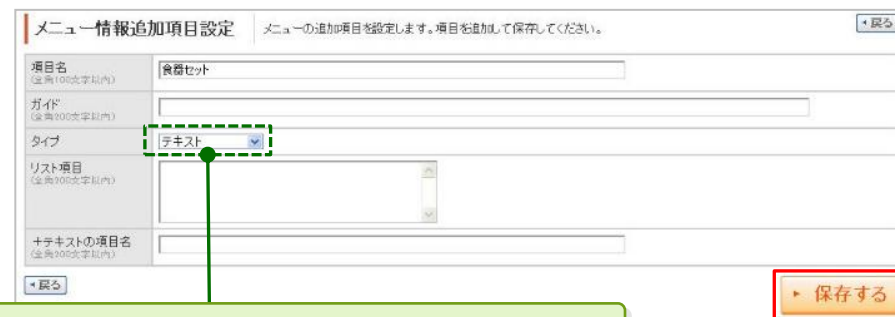 メニュー情報追加項目設定 メニューの追加項目を設定します。項目を追加して保存してください。 戻る
項目名 食器セット
(全角100文字以内)
ガイド
(全角200文字以内)
タイプ テキスト
リスト項目
(全角200文字以内)
+テキストの項目名
(全角200文字以内)
戻る
保存する